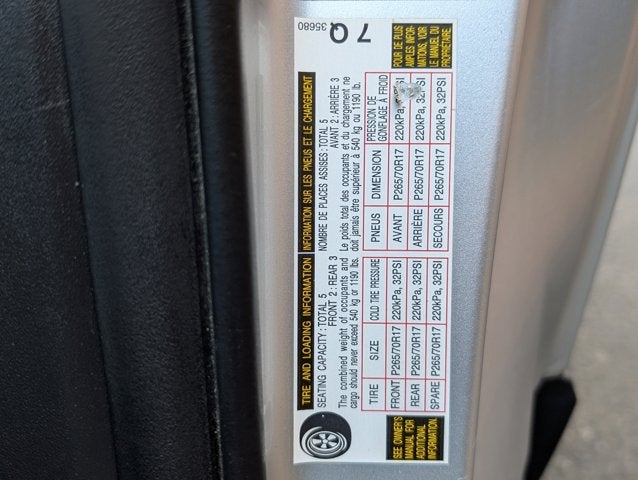 TIRE AND LOADING INFORMATION
SEATING CAPACITY : TOTAL 5
FRONT 2 : REAR 3
The combined weight of occupants and
cargo should never exceed 540 kg or 1190 lbs.
TIRE SIZE COLD TIRE PRESSURE
FRONT P265/70R17 220kPa, 32PSI
REAR P265/70R17 220kPa, 32PSI
SPARE P265/70R17 220kPa, 32PSI
SEE OWNER'S
MANUAL FOR
ADDITIONAL
INFORMATION
INFORMATION SUR LES PNEUS ET LE CHARGEMENT
NOMBRE DE PLACES ASSISES : TOTAL 5
AVANT 2 : ARRIÈRE 3
Le poids total des occupants et du chargement ne
doit jamais être supérieur à 540 kg ou 1190 lb.
PNEUS DIMENSION PRESSION DE
GONFLAGE À FROID
AVANT P265/70R17 220kPa,
ARRIÈRE P265/70R17 220kPa, 32PSI
SECOURS P265/70R17 220kPa, 32PSI
POUR DE PLUS
AMPLES INFOR-
MATIONS, VOIR
LE MANUEL DU
PROPRIÉTAIRE
7 Q
35680